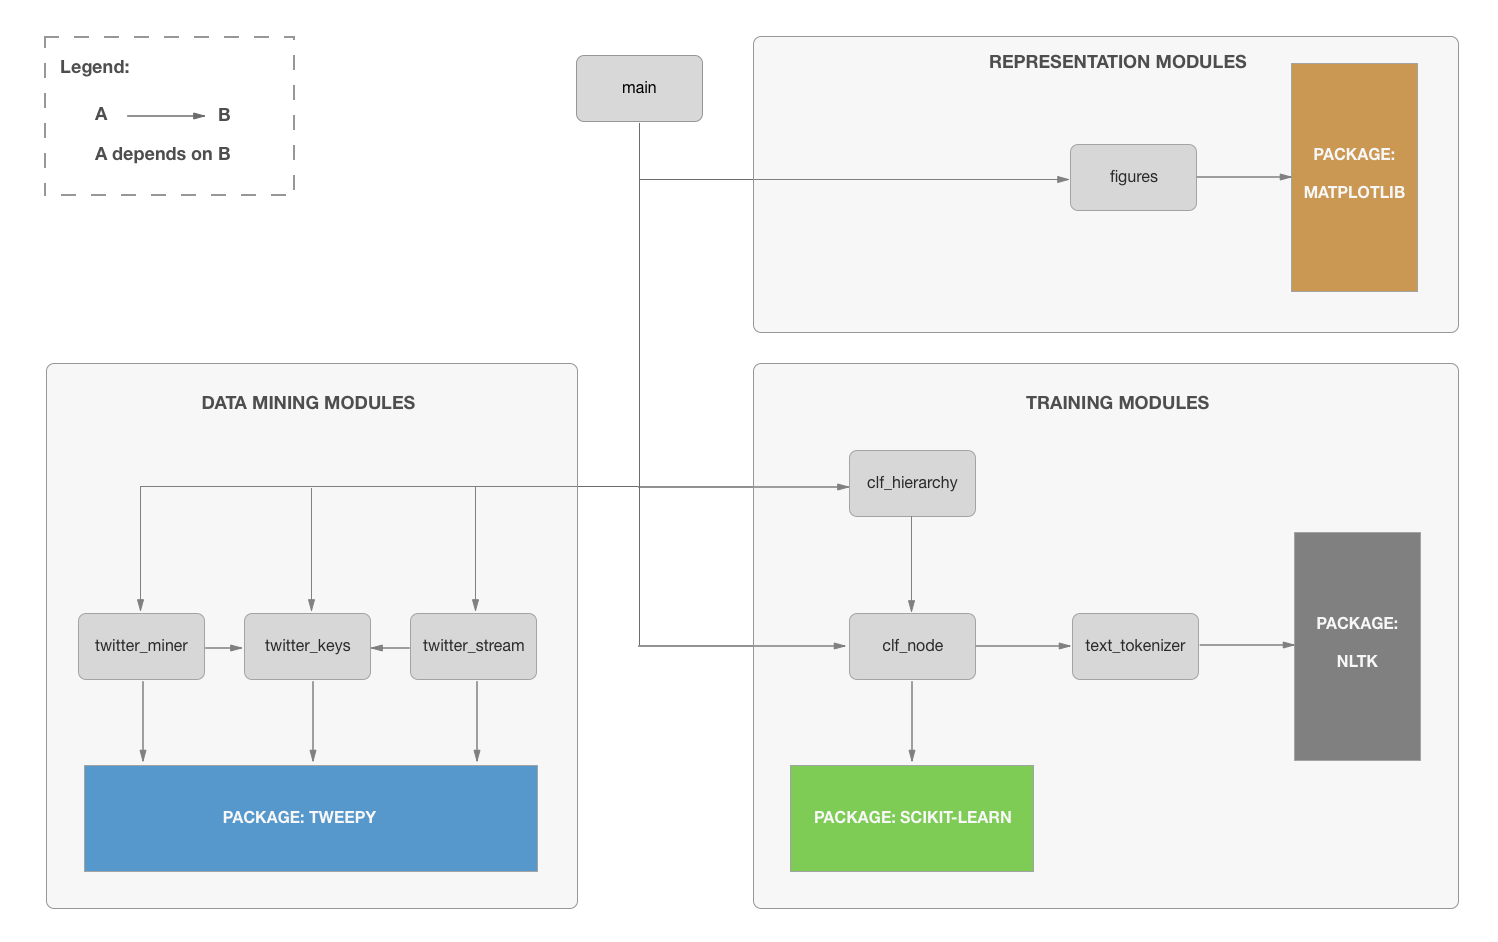 Legend:
A
B
A depends on B
main
REPRESENTATION MODULES
figures
PACKAGE:
MATPLOTLIB
DATA MINING MODULES
twitter_miner
twitter_keys
twitter_stream
PACKAGE: TWEEPY
TRAINING MODULES
clf_hierarchy
clf_node
text_tokenizer
PACKAGE:
NLTK
PACKAGE: SCIKIT-LEARN